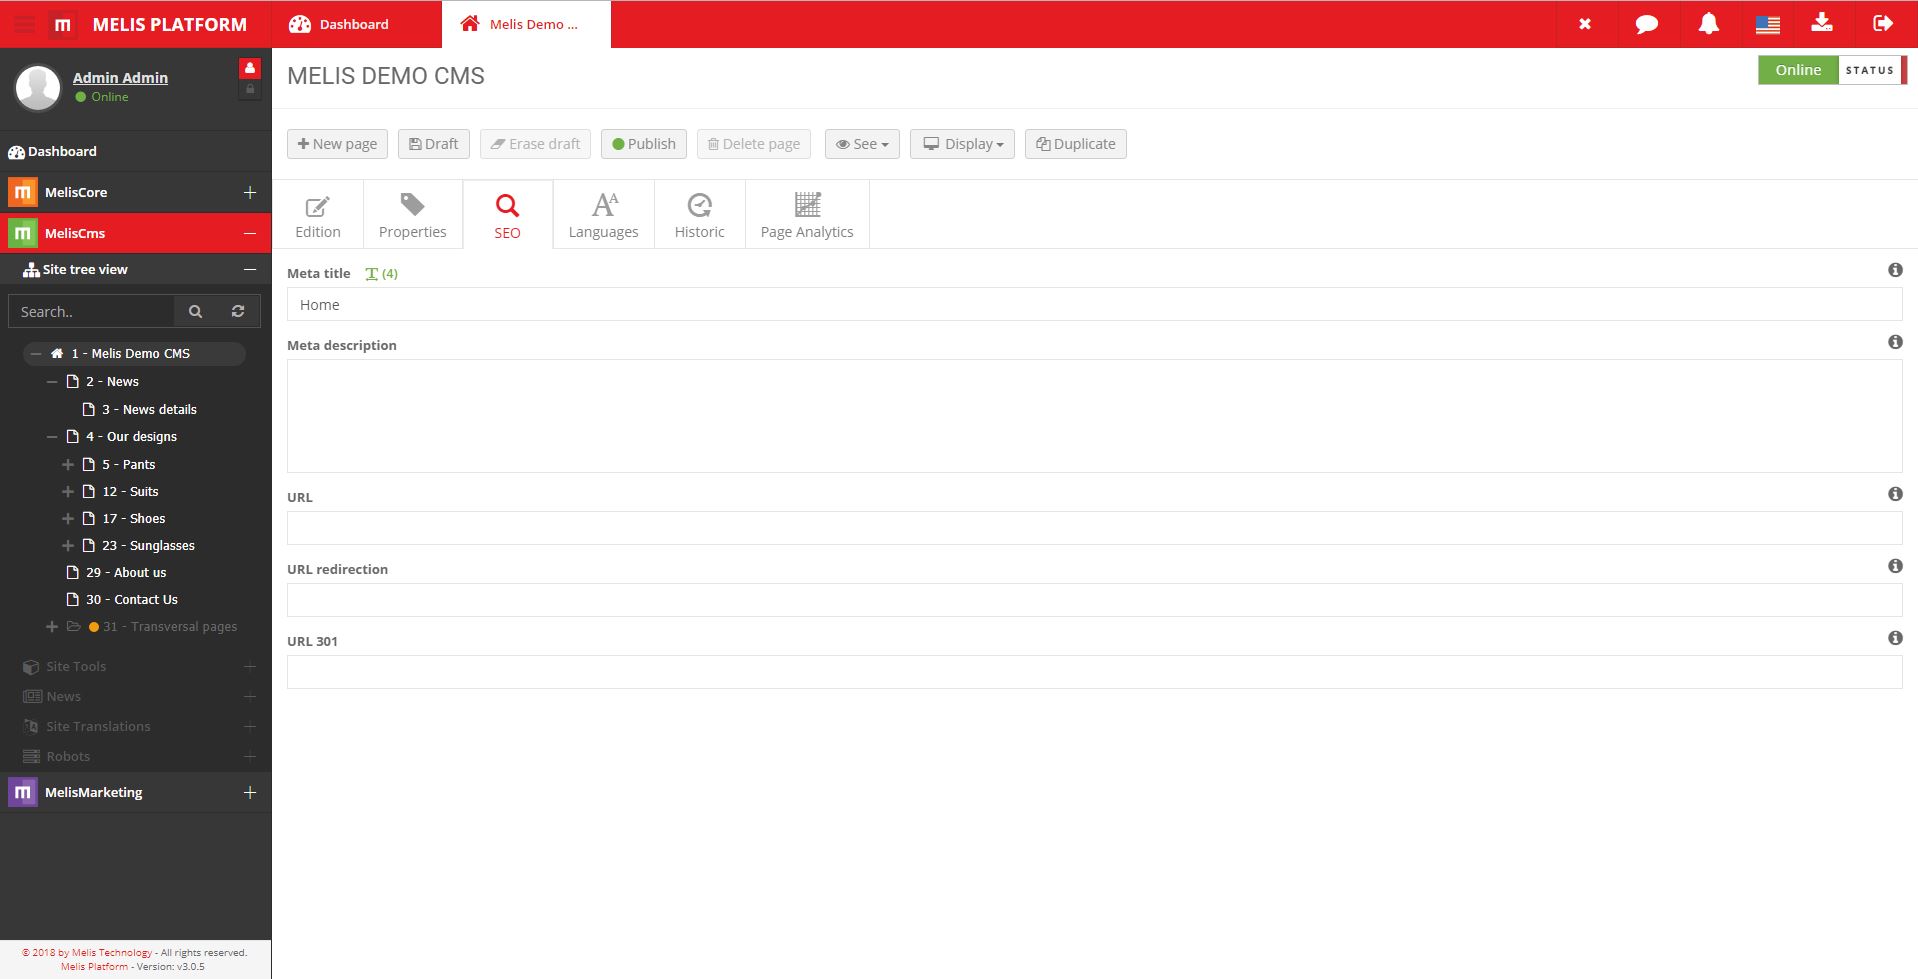 MELIS PLATFORM
Dashboard
Melis Demo ...
Admin Admin
Online
MELIS DEMO CMS
Online
STATUS
New page
Draft
Erase draft
Publish
Delete page
See
Display
Duplicate
Dashboard
MelisCore
MelisCms
Site tree view
Search..
1 - Melis Demo CMS
2 - News
3 - News details
4 - Our designs
5 - Pants
12 - Suits
17 - Shoes
23 - Sunglasses
29 - About us
30 - Contact Us
31 - Transversal pages
Site Tools
News
Site Translations
Robots
MelisMarketing
© 2018 by Melis Technology - All rights reserved.
Melis Platform - Version: v3.0.5
Edition
Properties
SEO
Languages
Historic
Page Analytics
Meta title (4)
Home
Meta description
URL
URL redirection
URL 301